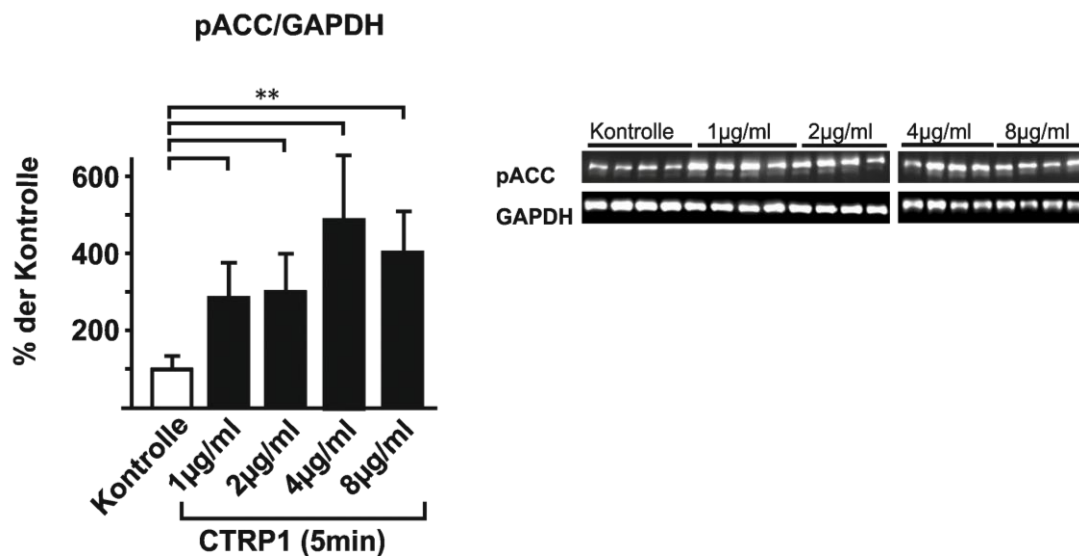 pACC/GAPDH
**
% der Kontrolle
600
400
200
Kontrolle
1µg/ml
2µg/ml
4µg/ml
8µg/ml
CTRP1 (5min)
Kontrolle 1µg/ml 2µg/ml 4µg/ml 8µg/ml
pACC
GAPDH